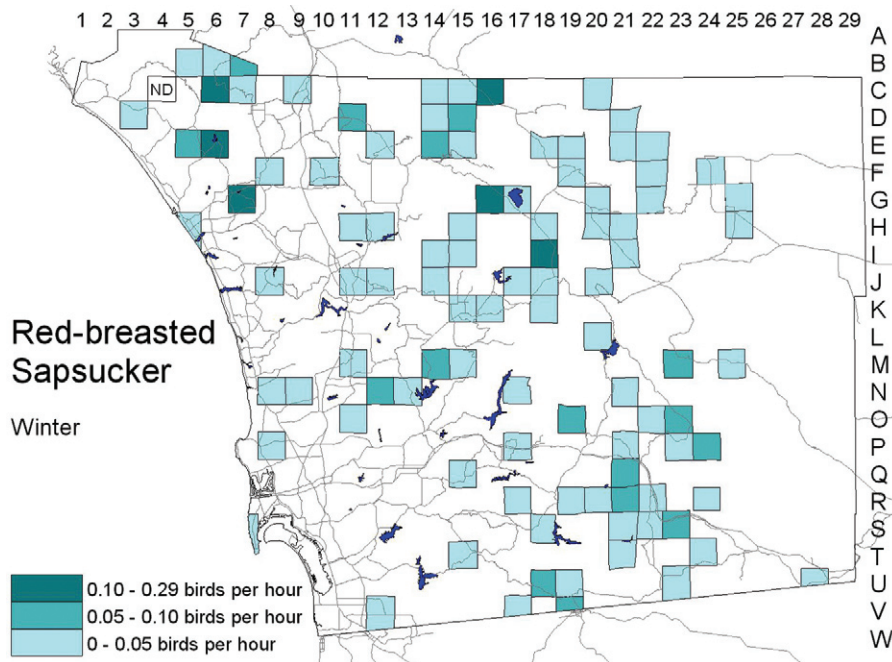 1 2 3 4 5 6 7 8 9 10 11 12 13 14 15 16 17 18 19 20 21 22 23 24 25 26 27 28 29
A
B
C
D
E
F
G
H
I
J
K
L
M
N
O
P
Q
R
S
T
U
V
W
ND
Red-breasted
Sapsucker
Winter
0.10 - 0.29 birds per hour
0.05 - 0.10 birds per hour
0 - 0.05 birds per hour